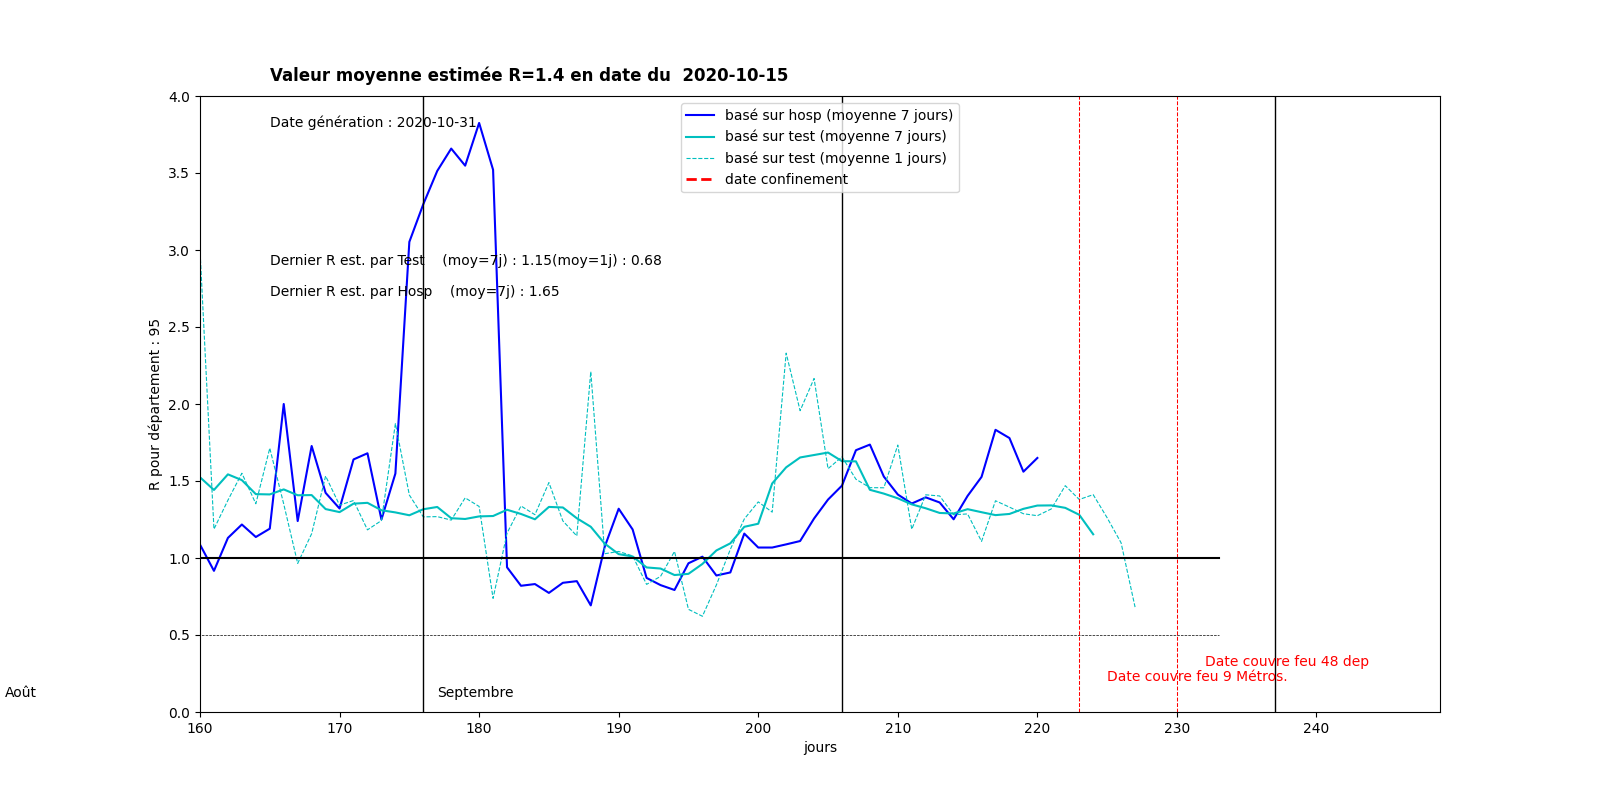 Valeur moyenne estimée R=1.4 en date du  2020-10-15
Date génération : 2020-10-31
basé sur hosp (moyenne 7 jours)
basé sur test (moyenne 7 jours)
basé sur test (moyenne 1 jours)
date confinement
Dernier R est. par Test    (moy=7j) : 1.15(moy=1j) : 0.68
Dernier R est. par Hosp    (moy=7j) : 1.65
R pour département : 95
4.0
3.5
3.0
2.5
2.0
1.5
1.0
0.5
0.0
Date couvre feu 48 dep
Date couvre feu 9 Métros.
Août
Septembre
160 170 180 190 200 210 220 230 240
jours